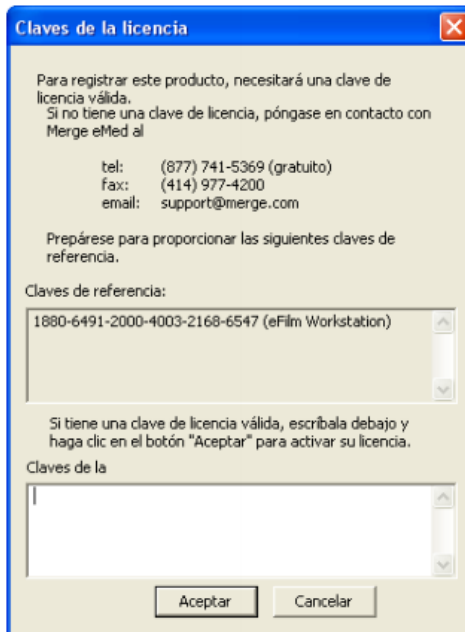 Claves de la licencia
Para registrar este producto, necesitará una clave de
licencia válida.
Si no tiene una clave de licencia, póngase en contacto con
Merge eMed al
tel: (877) 741-5369 (gratuito)
fax: (414) 977-4200
email: support@merge.com
Prepárese para proporcionar las siguientes claves de
referencia.
Claves de referencia:
1880-6491-2000-4003-2168-6547 (eFilm Workstation)
Si tiene una clave de licencia válida, escríbala debajo y
haga clic en el botón "Aceptar" para activar su licencia.
Claves de la
Aceptar Cancelar